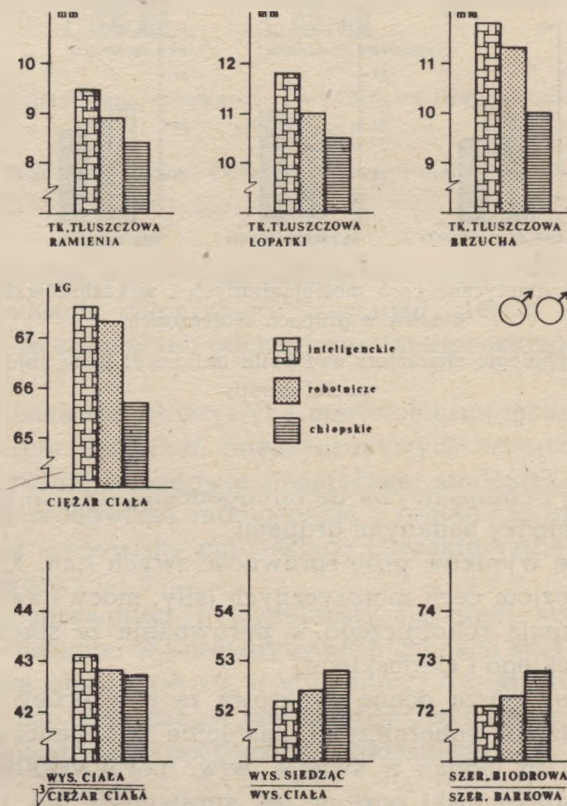 mm
mm
mm
10
9
8
12
11
10
11
10
9
TK.TŁUSZCZOWA
RAMIENIA
TK.TŁUSZCZOWA
ŁOPATKI
TK.TŁUSZCZOWA
BRZUCHA
kG
67
66
65
CIĘŻAR CIAŁA
inteligenckie
robotnicze
chłopskie
44
43
42
54
53
52
74
73
72
WYS. CIAŁA
3√CIĘŻAR CIAŁA
WYS. SIEDZĄC
WYS. CIAŁA
SZER. BIODROWA
SZER. BARKOWA